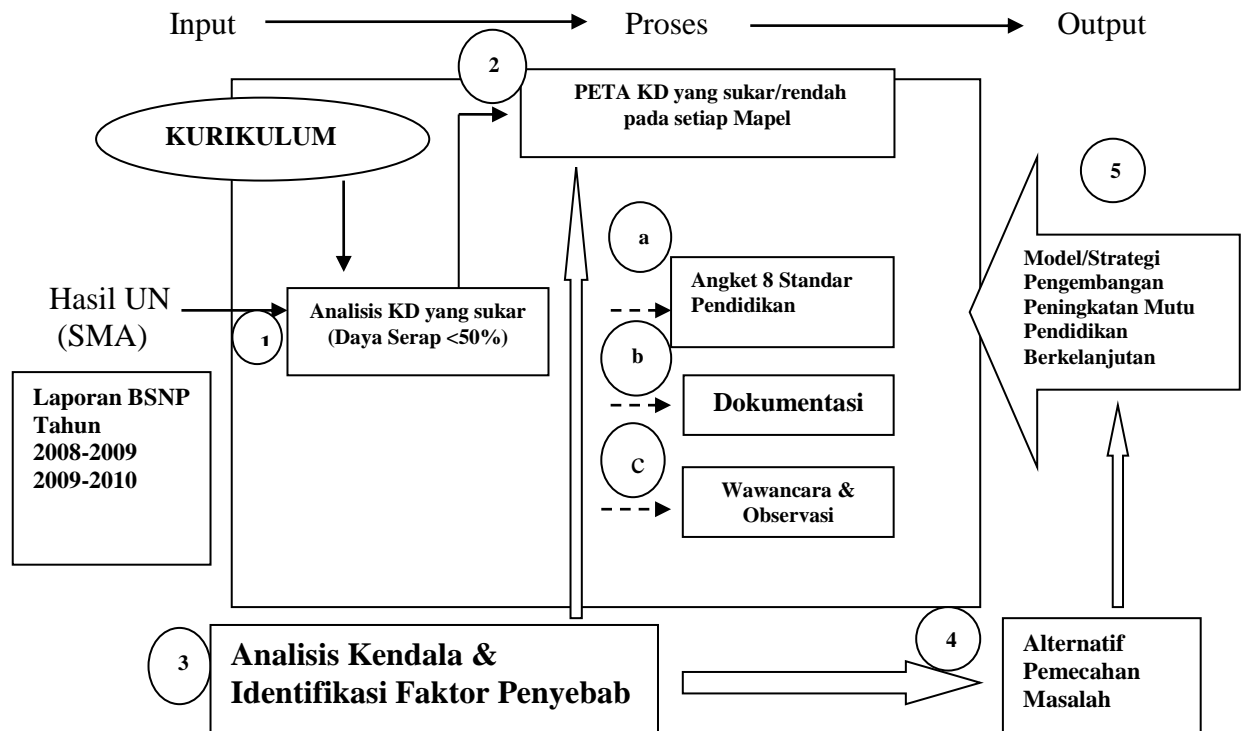 Input
Proses
Output
2
PETA KD yang sukar/rendah
pada setiap Mapel
KURIKULUM
5
a
Angket 8 Standar
Pendidikan
Model/Strategi
Pengembangan
Peningkatan Mutu
Pendidikan
Berkelanjutan
Hasil UN
(SMA)
1
Analisis KD yang sukar
(Daya Serap <50%)
b
Dokumentasi
Laporan BSNP
Tahun
2008-2009
2009-2010
c
Wawancara &
Observasi
3
Analisis Kendala &
Identifikasi Faktor Penyebab
4
Alternatif
Pemecahan
Masalah